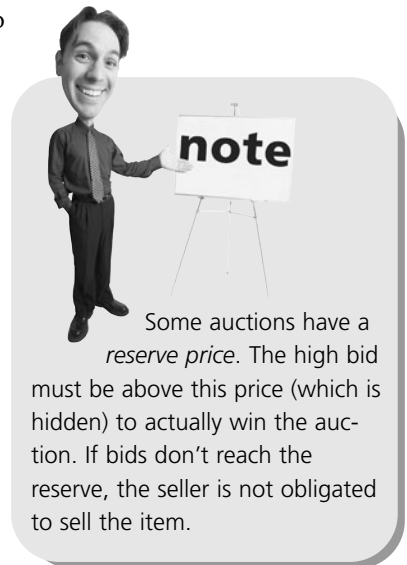 o
note
Some auctions have a
reserve price. The high bid
must be above this price (which is
hidden) to actually win the auc-
tion. If bids don’t reach the
reserve, the seller is not obligated
to sell the item.